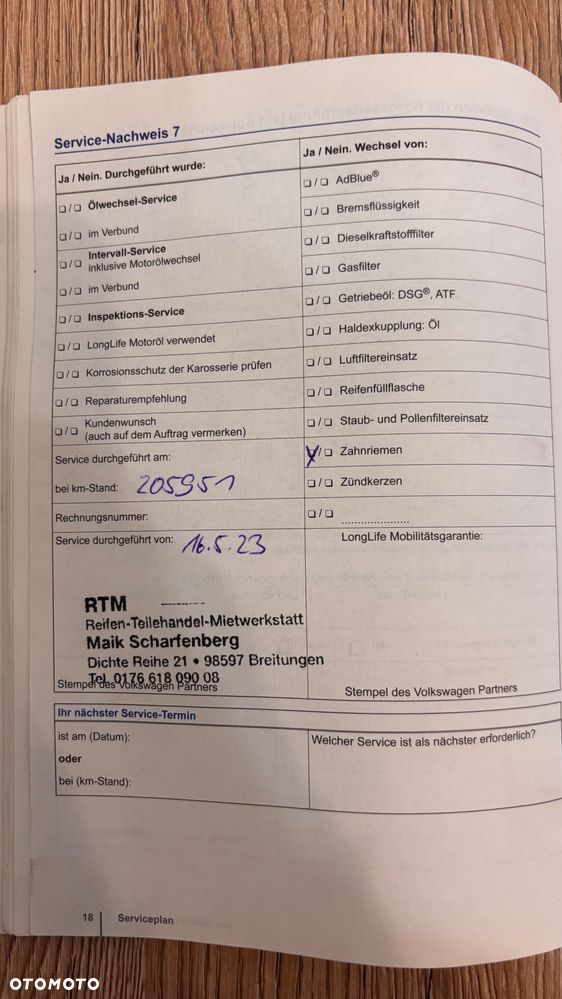 Service-Nachweis 7
Ja / Nein. Durchgeführt wurde:
❏ / ❏ Ölwechsel-Service
❏ / ❏ im Verbund
❏ / ❏ Intervall-Service
inklusive Motorölwechsel
❏ / ❏ im Verbund
❏ / ❏ Inspektions-Service
❏ / ❏ LongLife Motoröl verwendet
❏ / ❏ Korrosionsschutz der Karosserie prüfen
❏ / ❏ Reparaturempfehlung
❏ / ❏ Kundenwunsch
(auch auf dem Auftrag vermerken)
Service durchgeführt am:
bei km-Stand: 205951
Rechnungsnummer:
Service durchgeführt von: 16.5.23
RTM
Reifen-Teilehandel-Mietwerkstatt
Maik Scharfenberg
Dichte Reihe 21 • 98597 Breitungen
Tel. 0176 618 090 08
Stempel des Volkswagen Partners
Ja / Nein. Wechsel von:
❏ / ❏ AdBlue®
❏ / ❏ Bremsflüssigkeit
❏ / ❏ Dieselkraftstofffilter
❏ / ❏ Gasfilter
❏ / ❏ Getriebeöl: DSG®, ATF
❏ / ❏ Haldexkupplung: Öl
❏ / ❏ Luftfiltereinsatz
❏ / ❏ Reifenfüllflasche
❏ / ❏ Staub- und Pollenfiltereinsatz
X / ❏ Zahnriemen
❏ / ❏ Zündkerzen
❏ / ❏ .....................
LongLife Mobilitätsgarantie:
Stempel des Volkswagen Partners
Ihr nächster Service-Termin
ist am (Datum):
oder
bei (km-Stand):
Welcher Service ist als nächster erforderlich?
18 Serviceplan
OTOMOTO